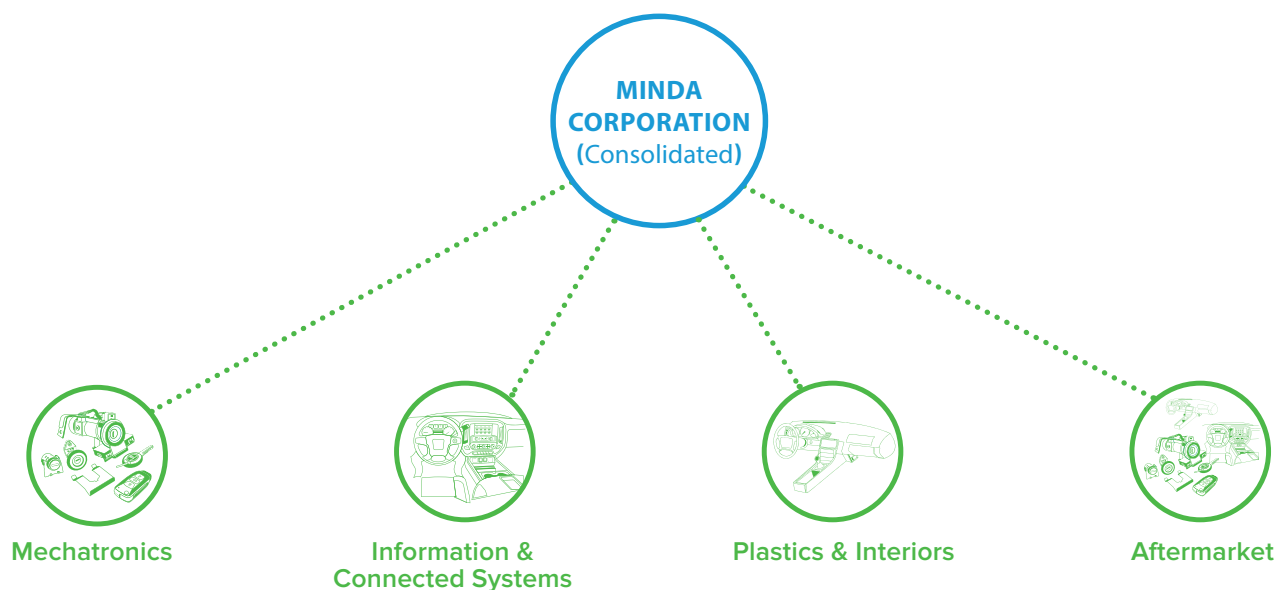 MINDA
CORPORATION
(Consolidated)
Mechatronics
Information &
Connected Systems
Plastics & Interiors
Aftermarket